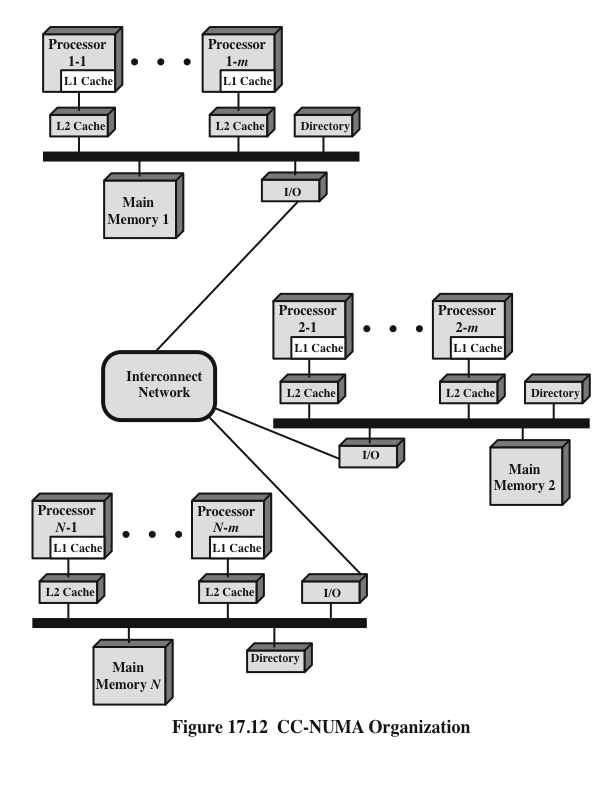 Processor
1-1
L1 Cache
Processor
1-m
L1 Cache
L2 Cache
L2 Cache
Directory
Main
Memory 1
I/O
Processor
2-1
L1 Cache
Processor
2-m
L1 Cache
L2 Cache
L2 Cache
Directory
Interconnect
Network
I/O
Main
Memory 2
Processor
N-1
L1 Cache
Processor
N-m
L1 Cache
L2 Cache
L2 Cache
I/O
Main
Memory N
Directory
Figure 17.12 CC-NUMA Organization